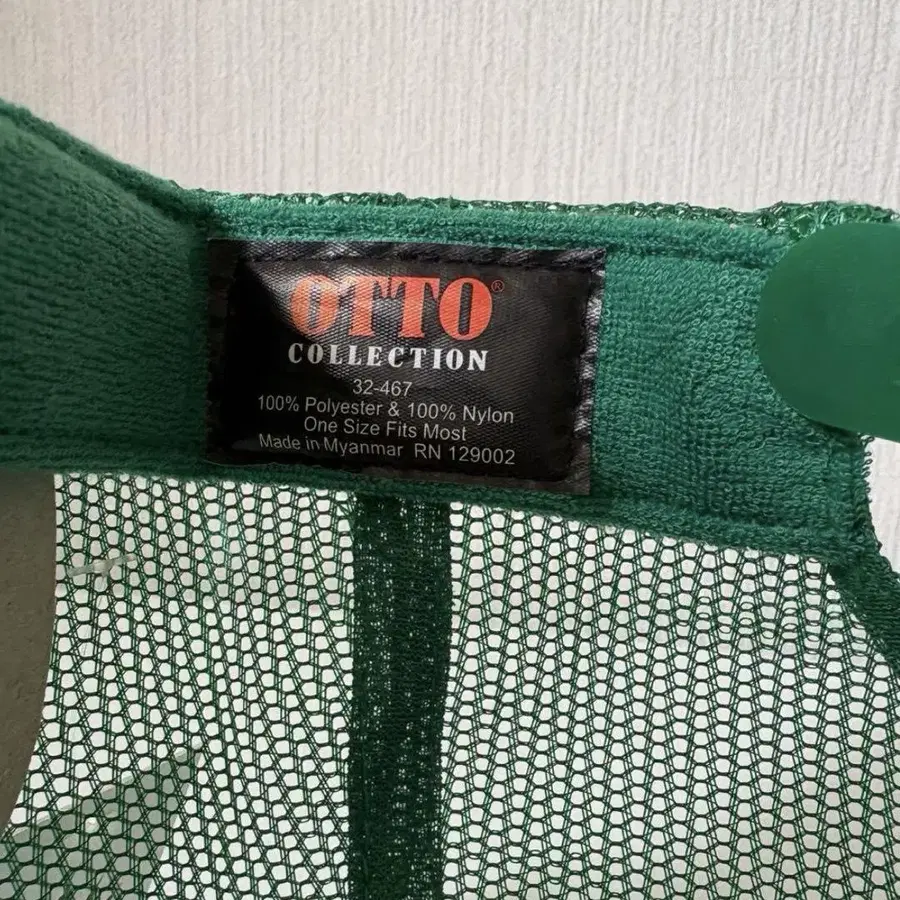 OTTO®
COLLECTION
32-467
100% Polyester & 100% Nylon
One Size Fits Most
Made in Myanmar RN 129002